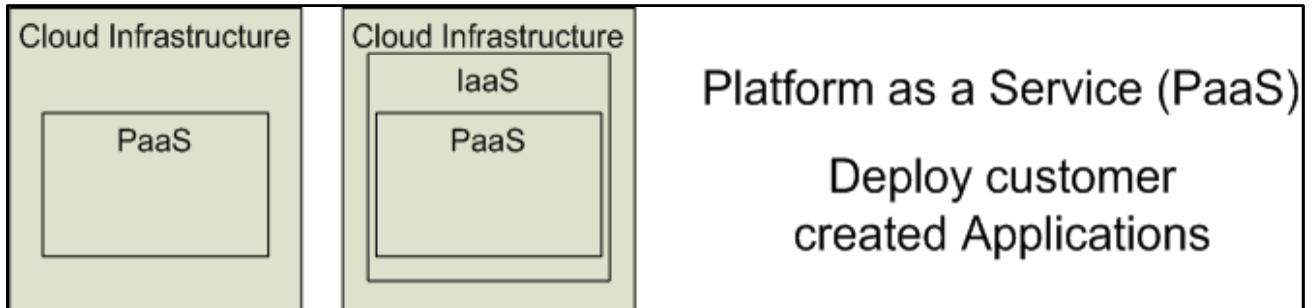 Cloud Infrastructure
PaaS
Cloud Infrastructure
IaaS
PaaS
Platform as a Service (PaaS)
Deploy customer
created Applications